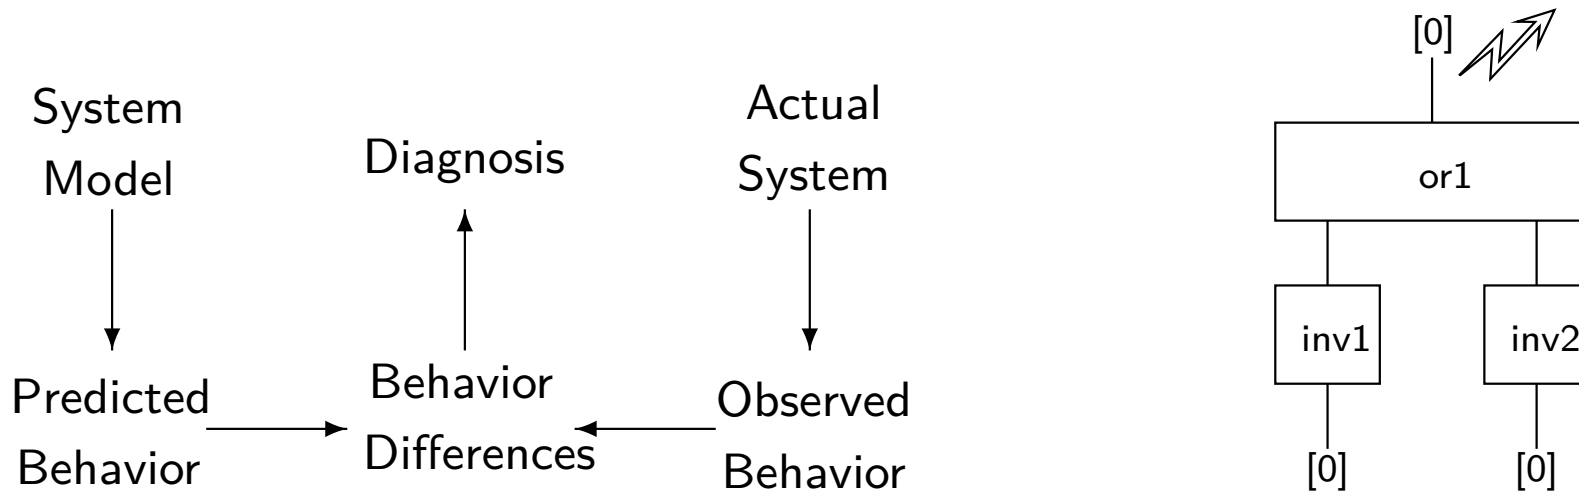 System
Model
Diagnosis
Actual
System
Predicted
Behavior
Behavior
Differences
Observed
Behavior
[0]
or1
inv1
inv2
[0]
[0]